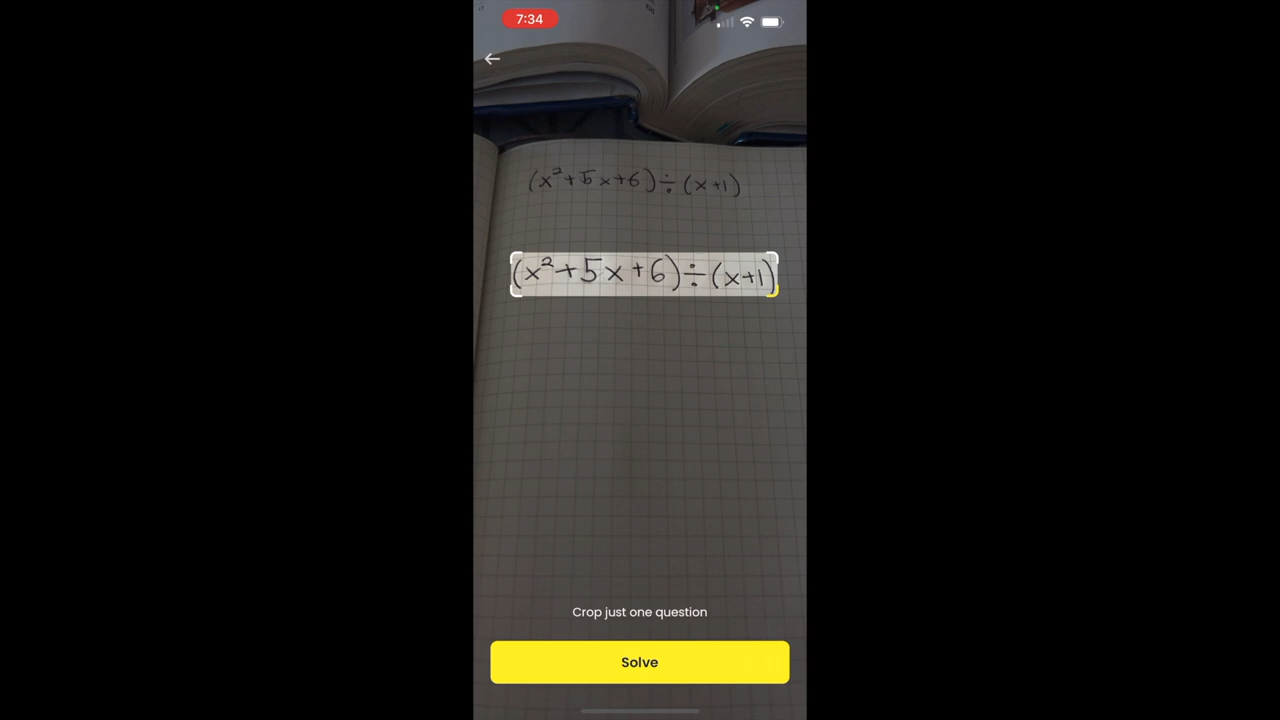 7:34
(x²+5x+6)÷(x+1)
(x²+5x+6)÷(x+1)
Crop just one question
Solve